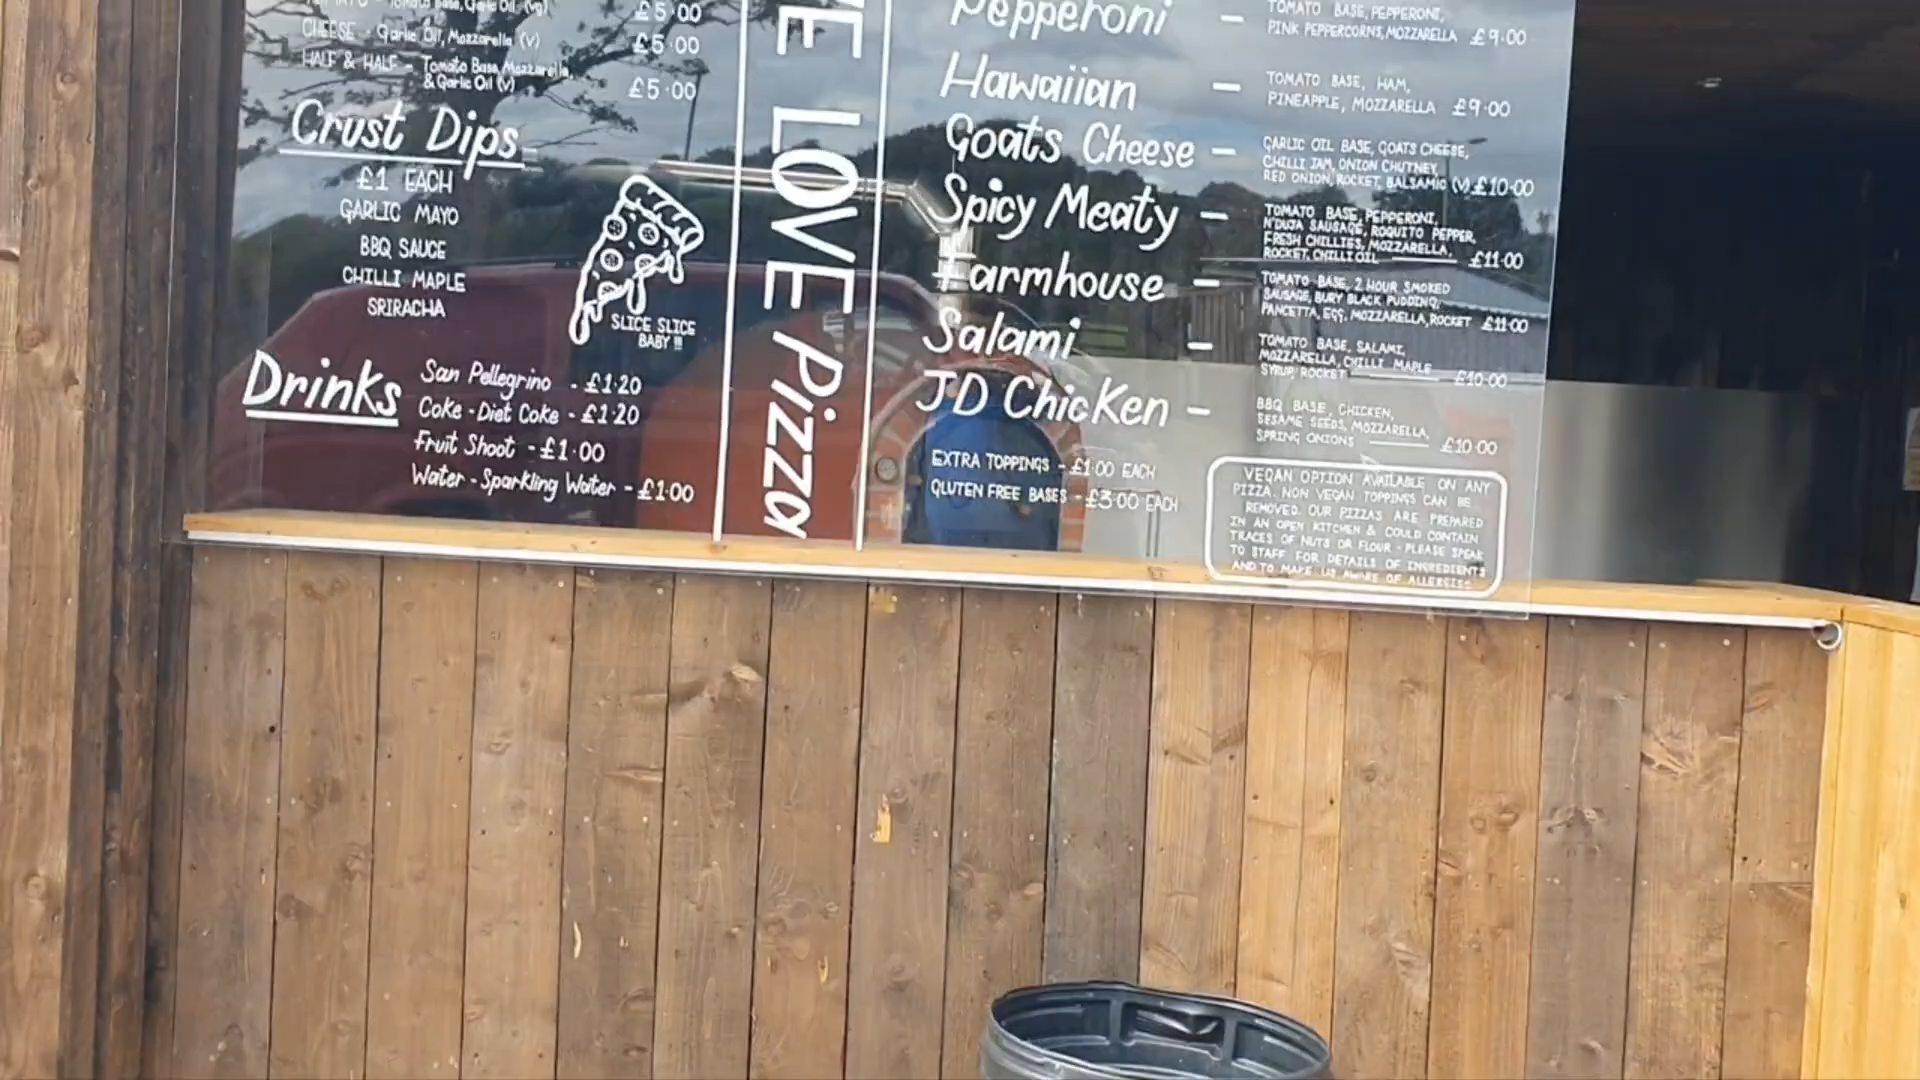 Tomato Base, Garlic Oil, (vg)
£5·00
CHEESE - Garlic Oil, Mozzarella (v)
£5·00
HALF & HALF - Tomato Base, Mozzarella,
& Garlic Oil (v)
£5·00
Crust Dips
£1 EACH
GARLIC MAYO
BBQ SAUCE
CHILLI MAPLE
SRIRACHA
SLICE SLICE
BABY !!!
Drinks
San Pellegrino - £1·20
Coke - Diet Coke - £1·20
Fruit Shoot - £1·00
Water - Sparkling Water - £1·00
VE LOVE Pizza
Pepperoni -
TOMATO BASE, PEPPERONI,
PINK PEPPERCORNS, MOZZARELLA £9·00
Hawaiian -
TOMATO BASE, HAM,
PINEAPPLE, MOZZARELLA £9·00
Goats Cheese -
GARLIC OIL BASE, GOATS CHEESE,
CHILLI JAM, ONION CHUTNEY,
RED ONION, ROCKET, BALSAMIC (V) £10·00
Spicy Meaty -
TOMATO BASE, PEPPERONI,
N'DUJA SAUSAGE, ROQUITO PEPPER,
FRESH CHILLIES, MOZZARELLA,
ROCKET, CHILLI OIL £11·00
Farmhouse -
TOMATO BASE, 2 HOUR SMOKED
SAUSAGE, BURY BLACK PUDDING,
PANCETTA, EGG, MOZZARELLA, ROCKET £11·00
Salami -
TOMATO BASE, SALAMI,
MOZZARELLA, CHILLI MAPLE
SYRUP, ROCKET £10·00
JD Chicken -
BBQ BASE, CHICKEN,
SESAME SEEDS, MOZZARELLA,
SPRING ONIONS £10·00
EXTRA TOPPINGS - £1·00 EACH
GLUTEN FREE BASES - £3·00 EACH
VEGAN OPTION AVAILABLE ON ANY
PIZZA. NON VEGAN TOPPINGS CAN BE
REMOVED. OUR PIZZAS ARE PREPARED
IN AN OPEN KITCHEN & COULD CONTAIN
TRACES OF NUTS OR FLOUR - PLEASE SPEAK
TO STAFF FOR DETAILS OF INGREDIENTS
AND TO MAKE US AWARE OF ALLERGIES